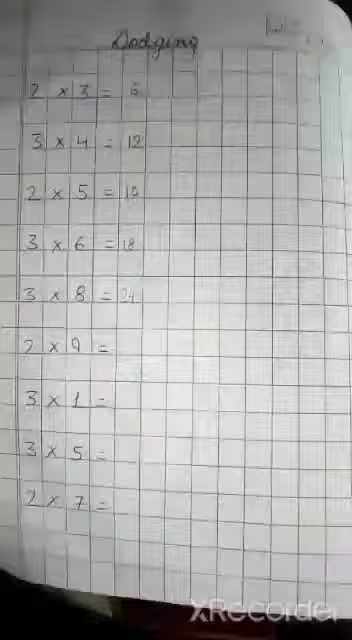 Dodging
2 × 3 = 6
3 × 4 = 12
2 × 5 = 10
3 × 6 = 18
3 × 8 = 24
2 × 9 =
3 × 1 =
3 × 5 =
2 × 7 =
XRecorder